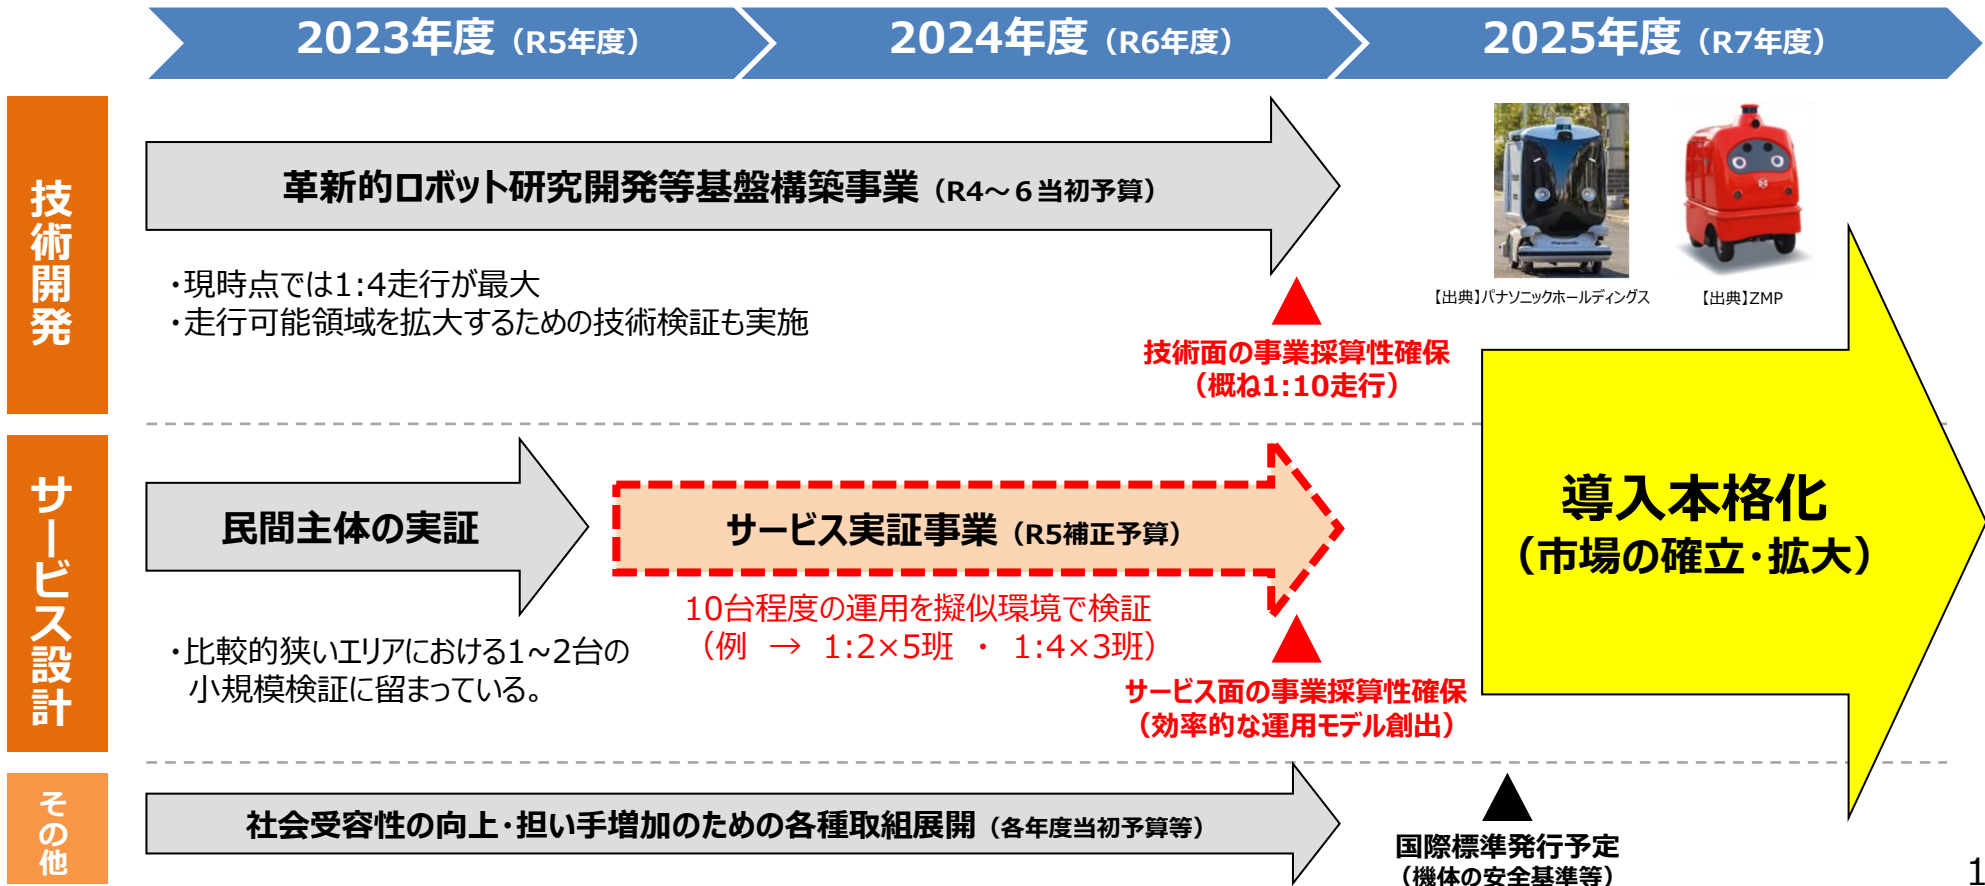 2023年度（R5年度）
2024年度（R6年度）
2025年度（R7年度）
技術開発
革新的ロボット研究開発等基盤構築事業（R4～６当初予算）
・現時点では1:4走行が最大
・走行可能領域を拡大するための技術検証も実施
技術面の事業採算性確保
（概ね1:10走行）
【出典】パナソニックホールディングス
【出典】ZMP
サービス設計
民間主体の実証
・比較的狭いエリアにおける1~2台の
小規模検証に留まっている。
サービス実証事業（R5補正予算）
10台程度の運用を擬似環境で検証
（例 → 1:2×5班 ・ 1:4×3班）
サービス面の事業採算性確保
（効率的な運用モデル創出）
導入本格化
（市場の確立･拡大）
その他
社会受容性の向上･担い手増加のための各種取組展開（各年度当初予算等）
国際標準発行予定
（機体の安全基準等）
1